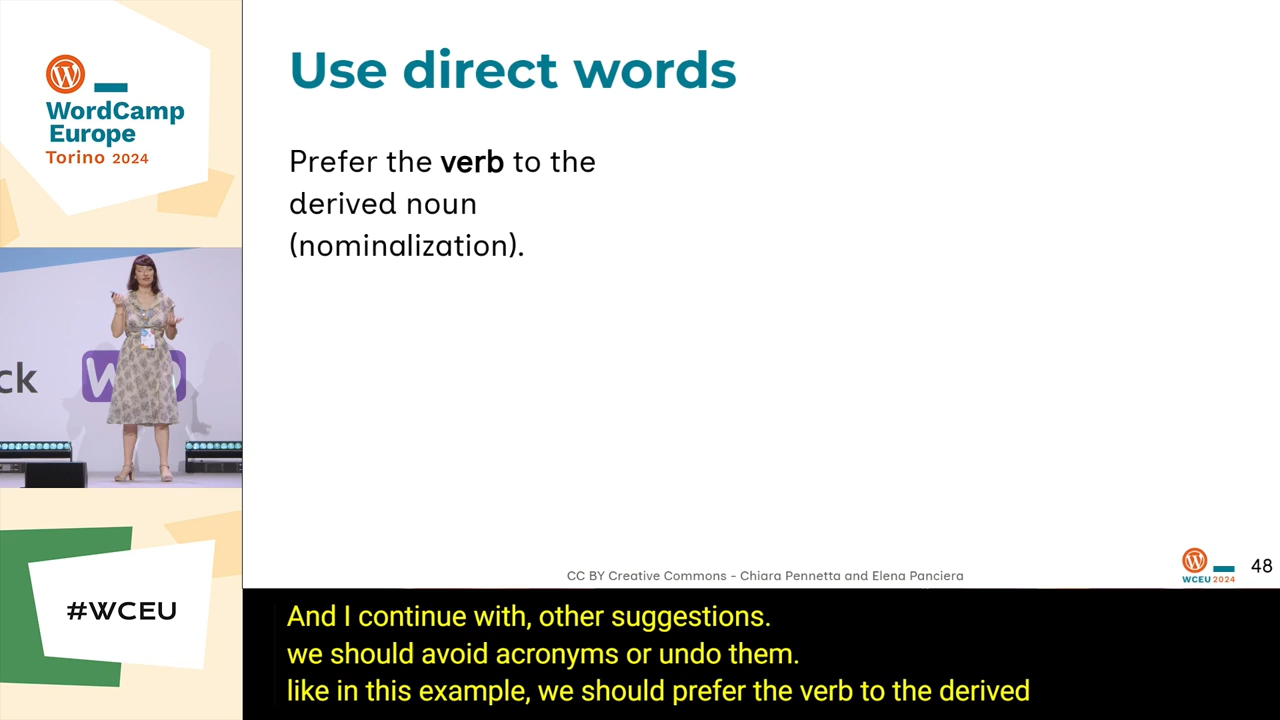 WordCamp
Europe
Torino 2024
Use direct words
Prefer the verb to the
derived noun
(nominalization).
ck
#WCEU
CC BY Creative Commons - Chiara Pennetta and Elena Panciera
WCEU 2024
48
And I continue with, other suggestions.
we should avoid acronyms or undo them.
like in this example, we should prefer the verb to the derived